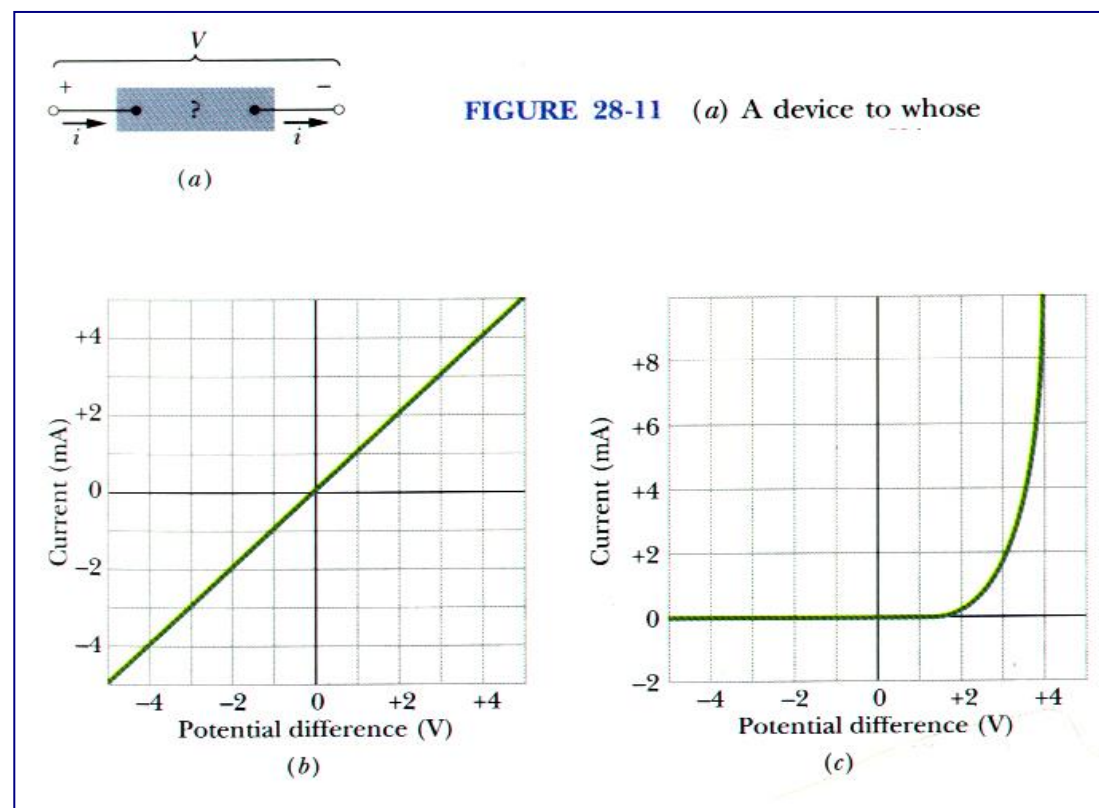 V
+ −
?
i i
(a)
FIGURE 28-11 (a) A device to whose
Current (mA)
+4
+2
0
−2
−4
−4 −2 0 +2 +4
Potential difference (V)
(b)
Current (mA)
+8
+6
+4
+2
0
−2
−4 −2 0 +2 +4
Potential difference (V)
(c)